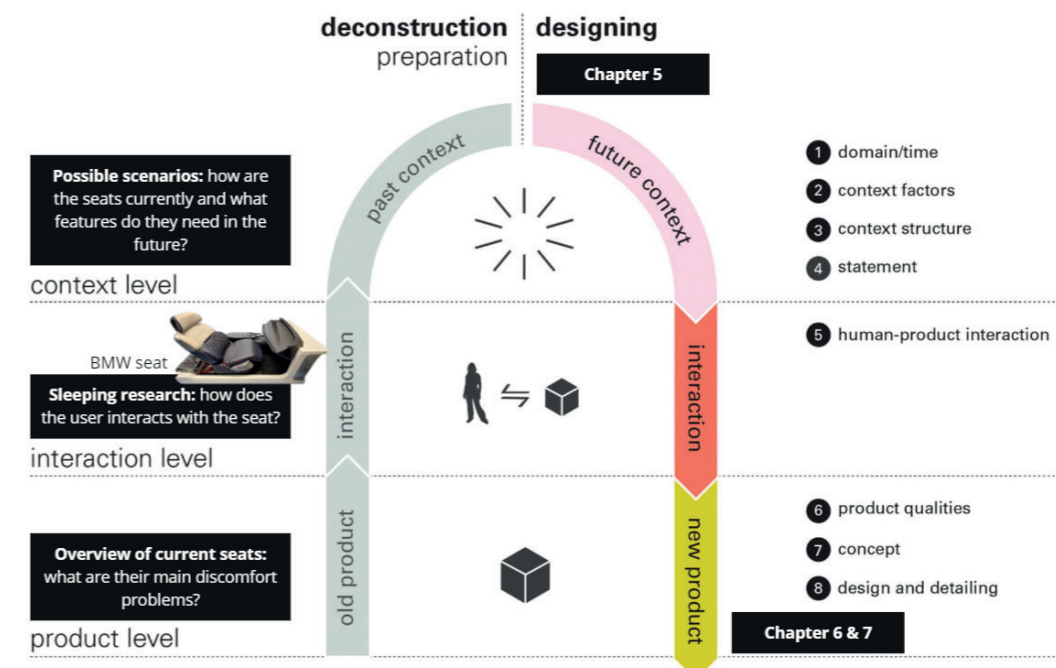 deconstruction
preparation
designing
Chapter 5
Possible scenarios: how are
the seats currently and what
features do they need in the
future?
context level
past context
future context
1 domain/time
2 context factors
3 context structure
4 statement
BMW seat
Sleeping research: how does
the user interacts with the seat?
interaction level
interaction
interaction
5 human-product interaction
Overview of current seats:
what are their main discomfort
problems?
product level
old product
new product
6 product qualities
7 concept
8 design and detailing
Chapter 6 & 7